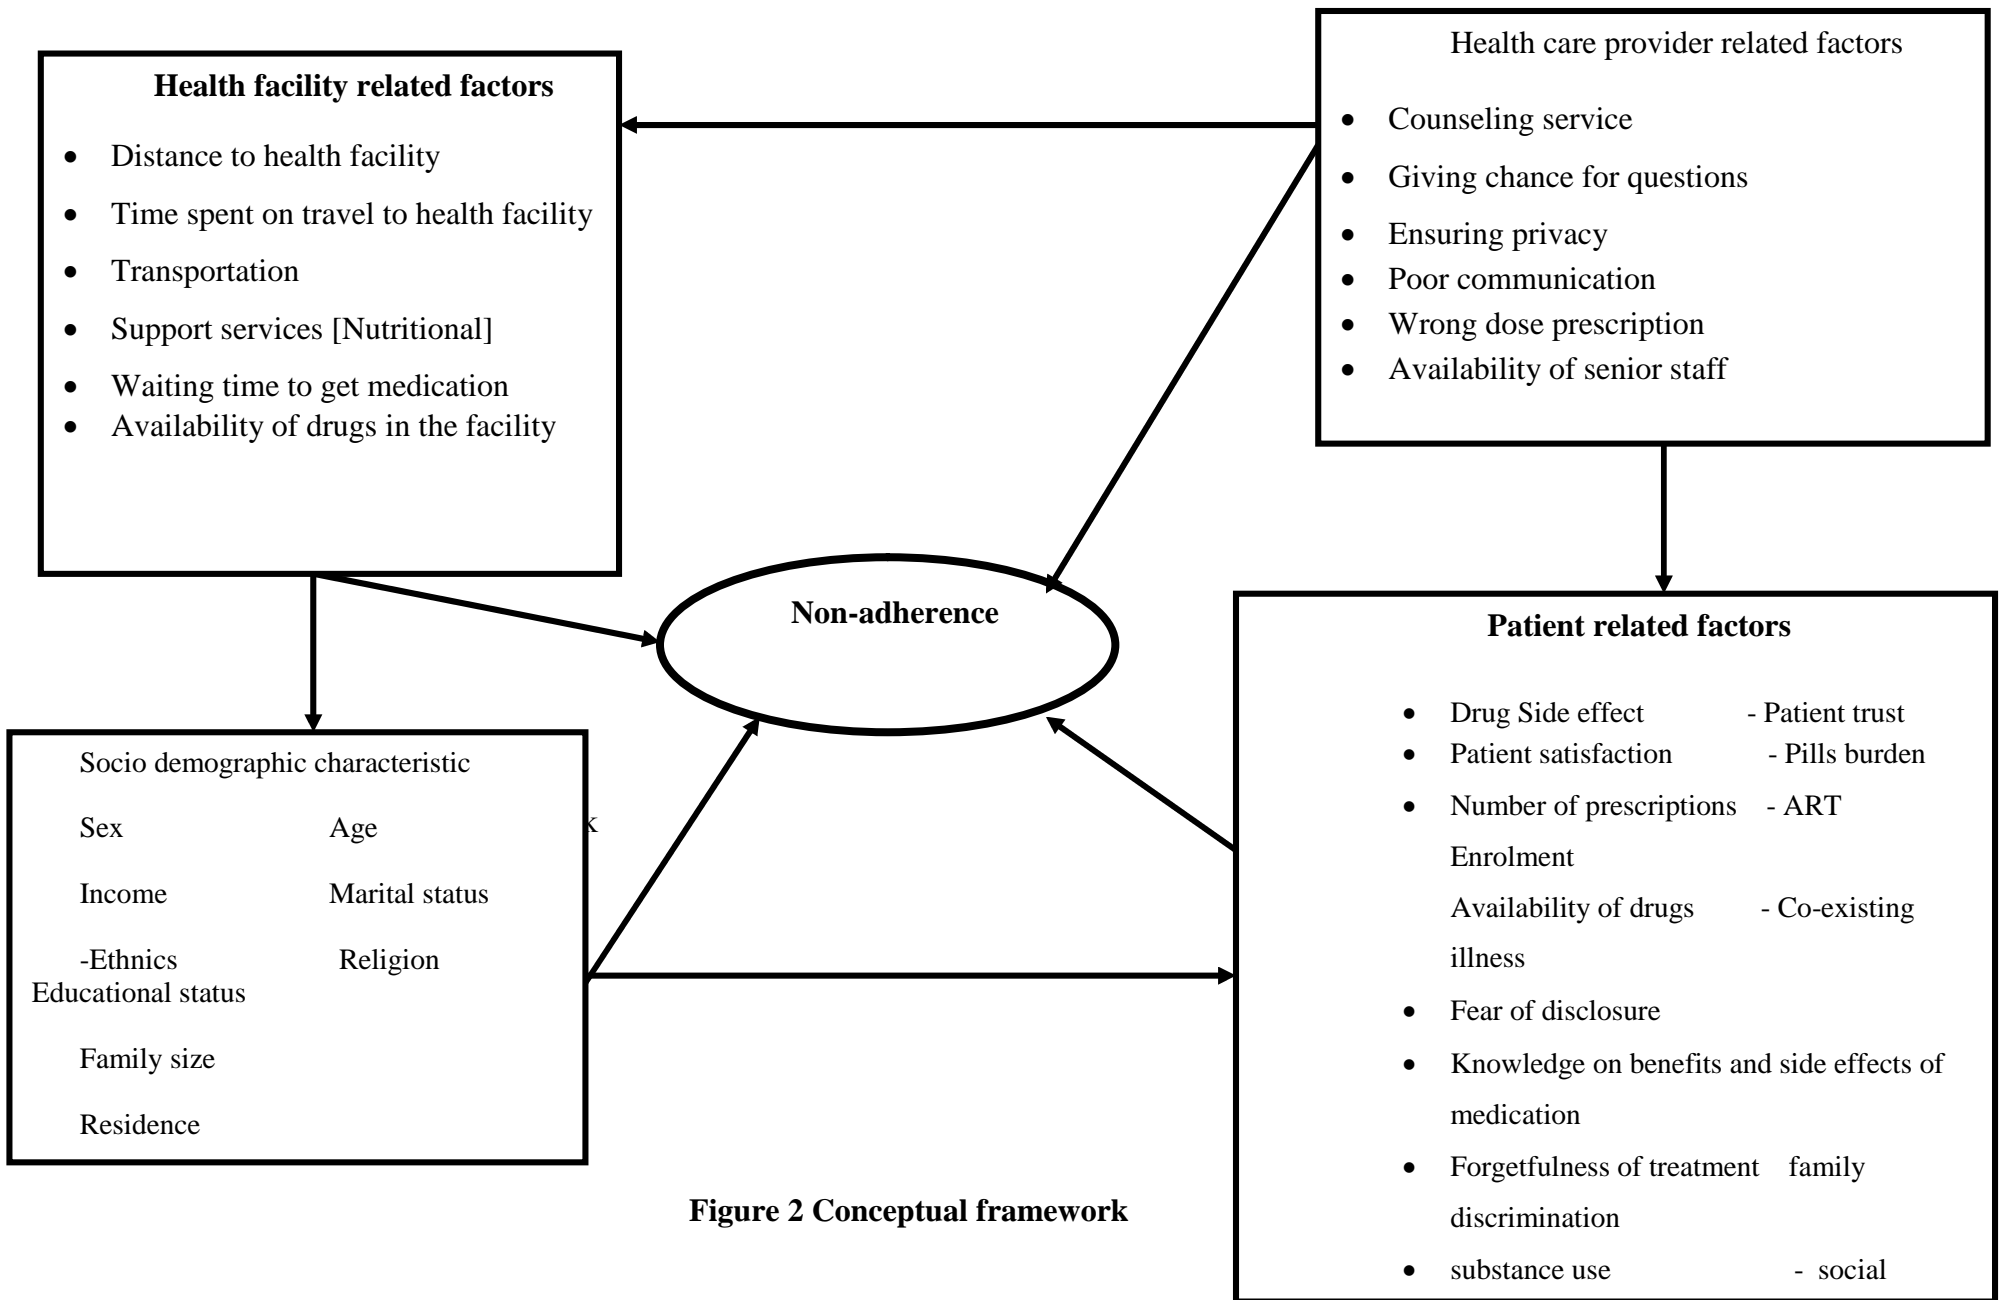 Health facility related factors
• Distance to health facility
• Time spent on travel to health facility
• Transportation
• Support services [Nutritional]
• Waiting time to get medication
• Availability of drugs in the facility
Health care provider related factors
• Counseling service
• Giving chance for questions
• Ensuring privacy
• Poor communication
• Wrong dose prescription
• Availability of senior staff
Non-adherence
Socio demographic characteristic
Sex Age
Income Marital status
-Ethnics Religion
Educational status
Family size
Residence
Patient related factors
• Drug Side effect - Patient trust
• Patient satisfaction - Pills burden
• Number of prescriptions - ART
Enrolment
Availability of drugs - Co-existing
illness
• Fear of disclosure
• Knowledge on benefits and side effects of
medication
• Forgetfulness of treatment family
discrimination
• substance use - social
Figure 2 Conceptual framework